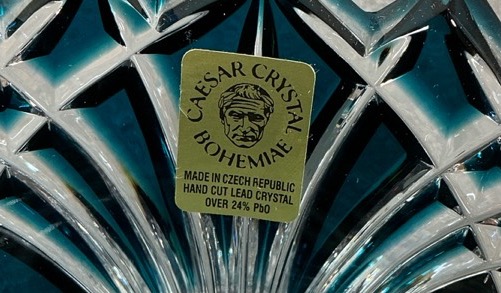 CAESAR CRYSTAL
BOHEMIAE
MADE IN CZECH REPUBLIC
HAND CUT LEAD CRYSTAL
OVER 24% PbO